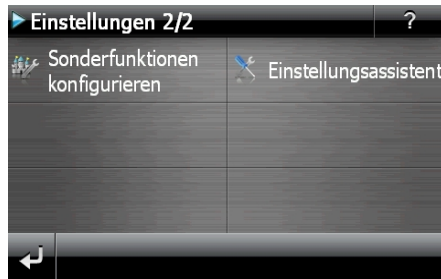 Einstellungen 2/2
?
Sonderfunktionen
konfigurieren
Einstellungsassistent